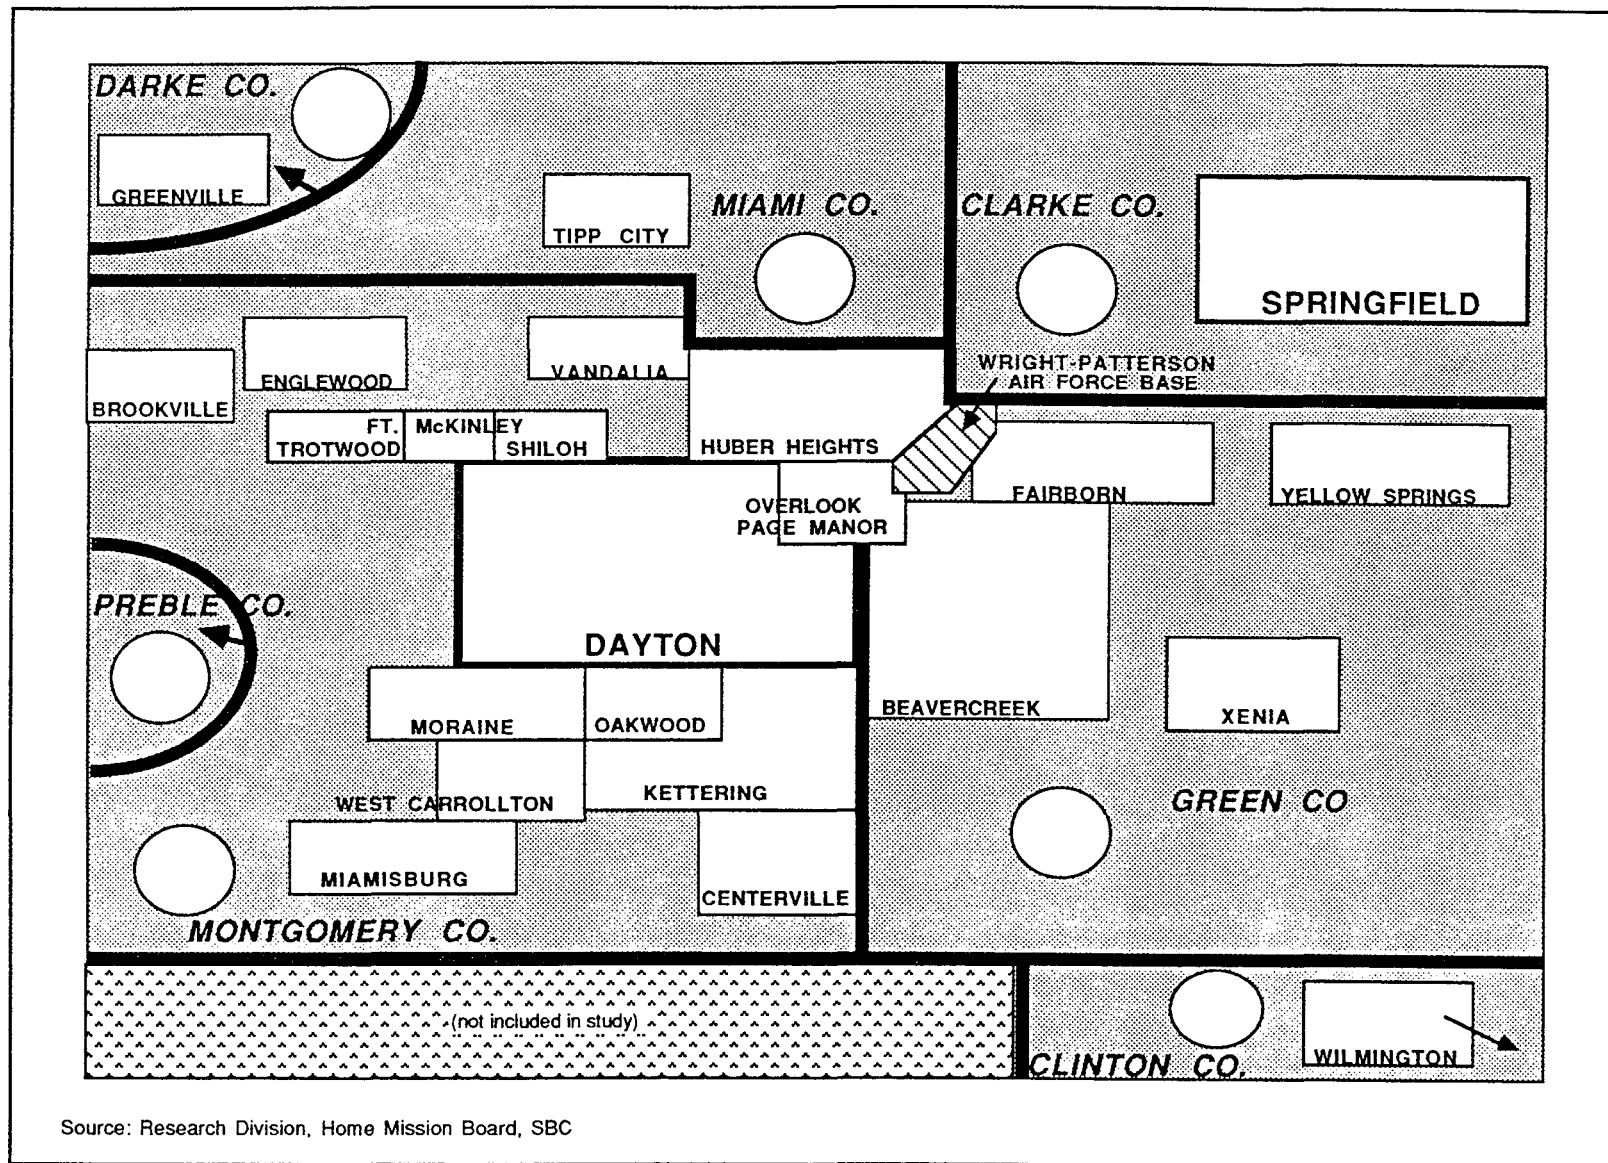 DARKE CO.
GREENVILLE
TIPP CITY
MIAMI CO.
CLARKE CO.
SPRINGFIELD
WRIGHT-PATTERSON
AIR FORCE BASE
ENGLEWOOD
VANDALIA
BROOKVILLE
FT. McKINLEY
TROTWOOD
SHILOH
HUBER HEIGHTS
FAIRBORN
YELLOW SPRINGS
OVERLOOK
PAGE MANOR
PREBLE CO.
DAYTON
MORAINE
OAKWOOD
BEAVERCREEK
XENIA
WEST CARROLLTON
KETTERING
GREEN CO
MIAMISBURG
CENTERVILLE
MONTGOMERY CO.
(not included in study)
CLINTON CO.
WILMINGTON
Source: Research Division, Home Mission Board, SBC